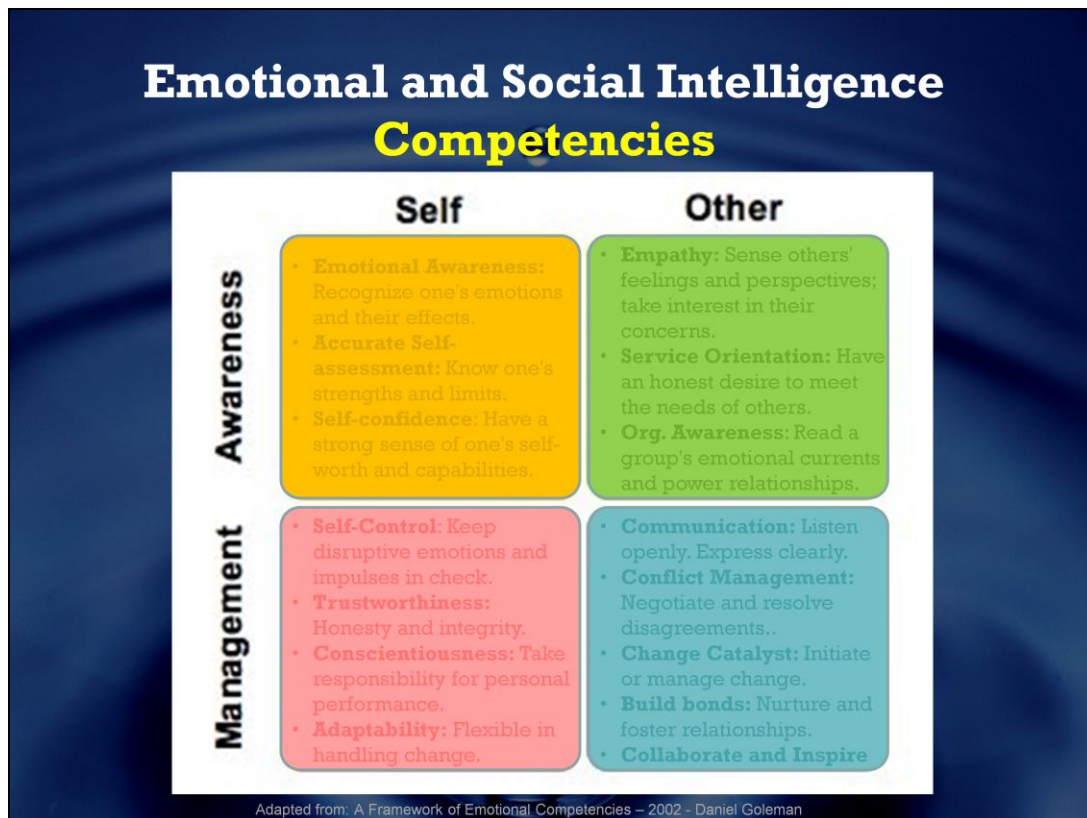 Emotional and Social Intelligence
Competencies
Self
Other
Awareness
• Emotional Awareness:
Recognize one's emotions
and their effects.
• Accurate Self-
assessment: Know one's
strengths and limits.
• Self-confidence: Have a
strong sense of one's self-
worth and capabilities.
• Empathy: Sense others'
feelings and perspectives;
take interest in their
concerns.
• Service Orientation: Have
an honest desire to meet
the needs of others.
• Org. Awareness: Read a
group's emotional currents
and power relationships.
Management
• Self-Control: Keep
disruptive emotions and
impulses in check.
• Trustworthiness:
Honesty and integrity.
• Conscientiousness: Take
responsibility for personal
performance.
• Adaptability: Flexible in
handling change.
• Communication: Listen
openly. Express clearly.
• Conflict Management:
Negotiate and resolve
disagreements..
• Change Catalyst: Initiate
or manage change.
• Build bonds: Nurture and
foster relationships.
• Collaborate and Inspire
Adapted from: A Framework of Emotional Competencies – 2002 - Daniel Goleman